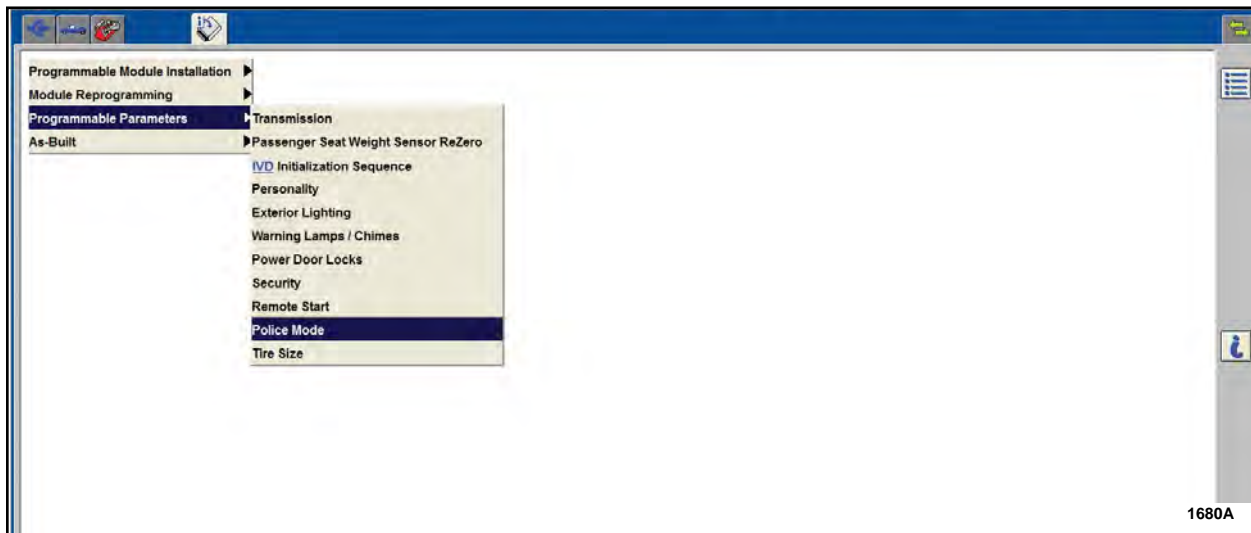 Programmable Module Installation
Module Reprogramming
Programmable Parameters
As-Built
Transmission
Passenger Seat Weight Sensor ReZero
IVD Initialization Sequence
Personality
Exterior Lighting
Warning Lamps / Chimes
Power Door Locks
Security
Remote Start
Police Mode
Tire Size
1680A